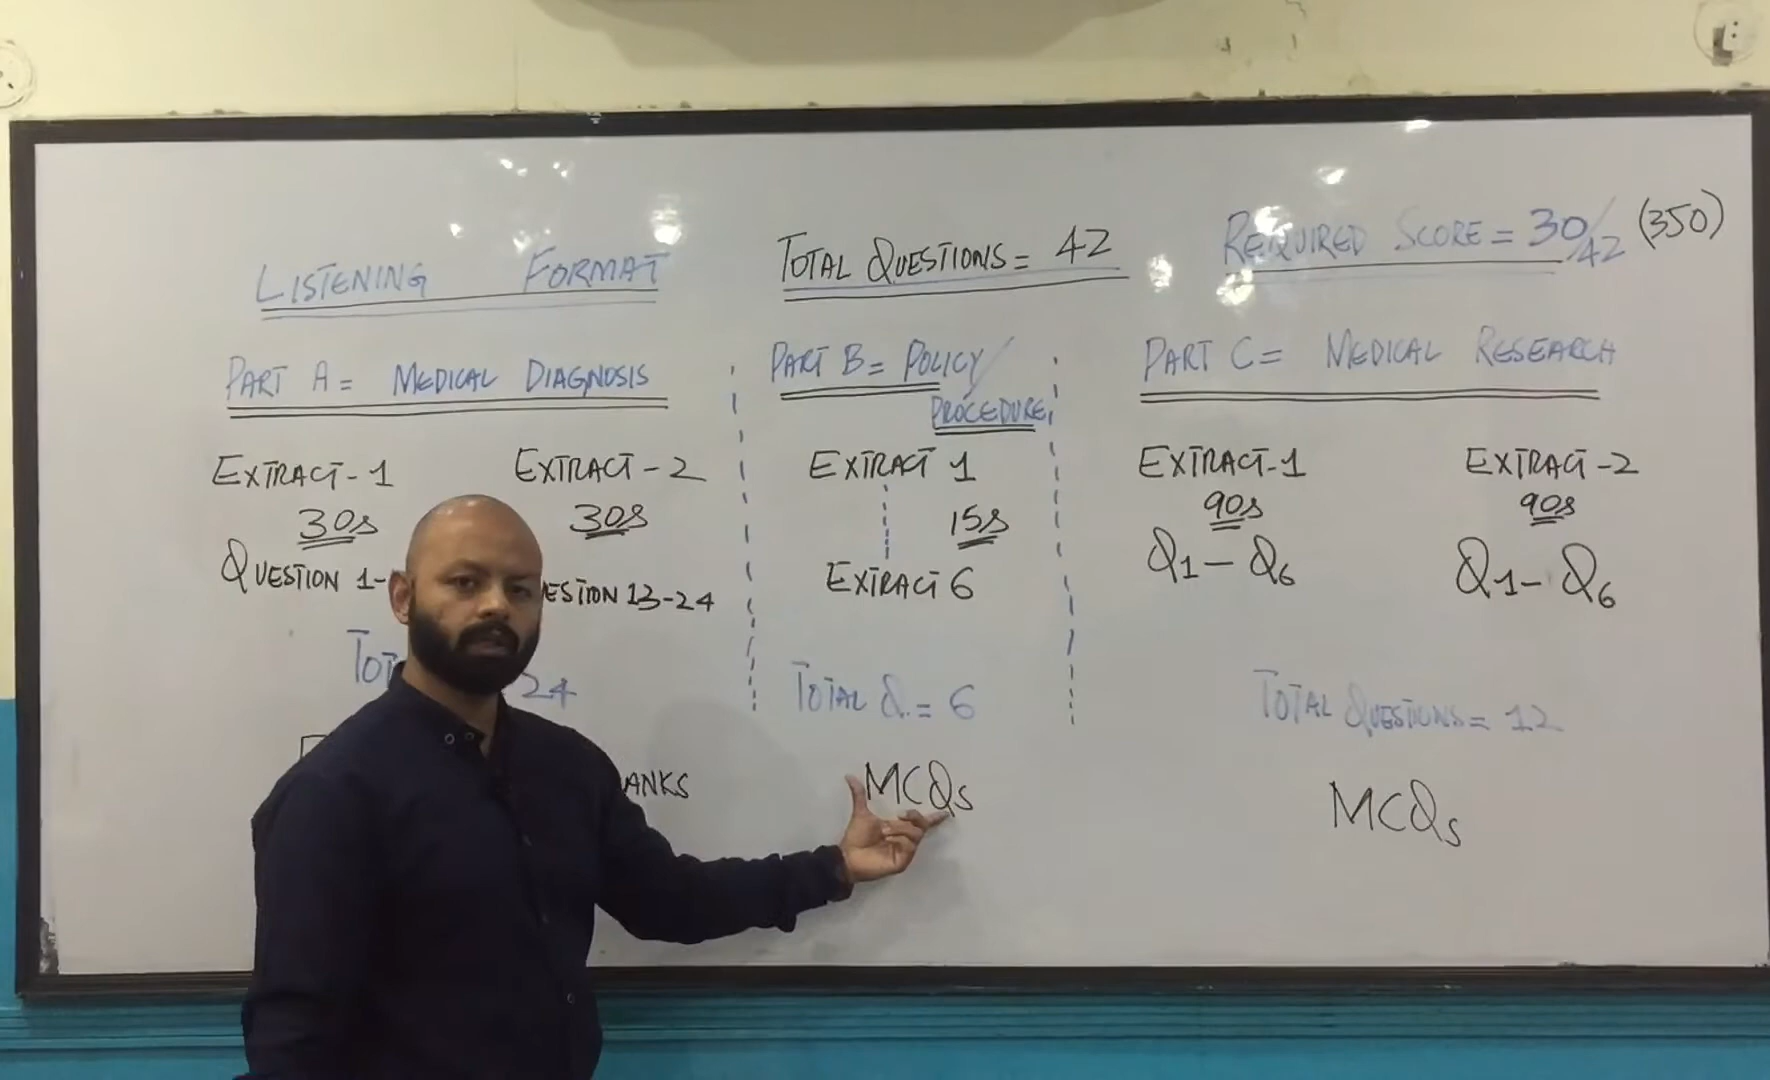 LISTENING FORMAT
TOTAL QUESTIONS = 42
REQUIRED SCORE = 30/42 (350)
PART A = MEDICAL DIAGNOSIS
EXTRACT-1
30s
QUESTION 1-
EXTRACT-2
30s
ESTION 13-24
24
ANKS
PART B = POLICY/
PROCEDURE
EXTRACT 1
15s
EXTRACT 6
TOTAL Q. = 6
MCQs
PART C = MEDICAL RESEARCH
EXTRACT-1
90s
Q1 - Q6
EXTRACT-2
90s
Q1 - Q6
TOTAL QUESTIONS = 12
MCQs